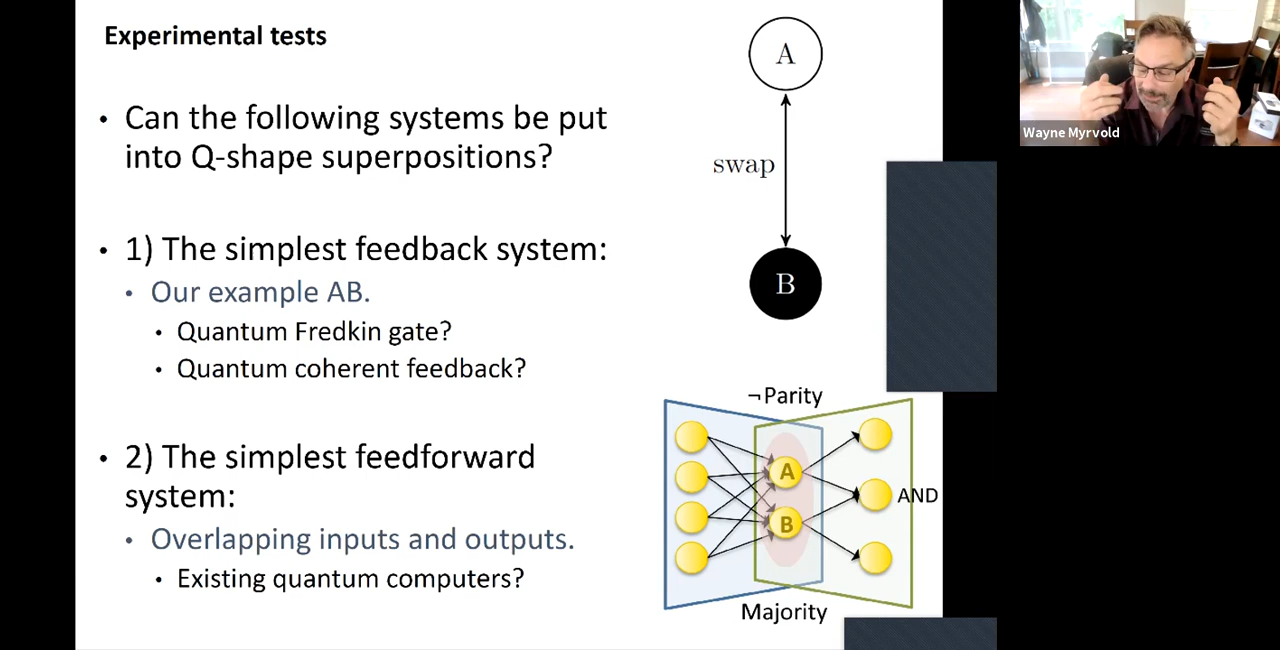 Experimental tests
• Can the following systems be put
into Q-shape superpositions?
• 1) The simplest feedback system:
• Our example AB.
• Quantum Fredkin gate?
• Quantum coherent feedback?
• 2) The simplest feedforward
system:
• Overlapping inputs and outputs.
• Existing quantum computers?
A
swap
B
¬Parity
A
B
AND
Majority
Wayne Myrvold